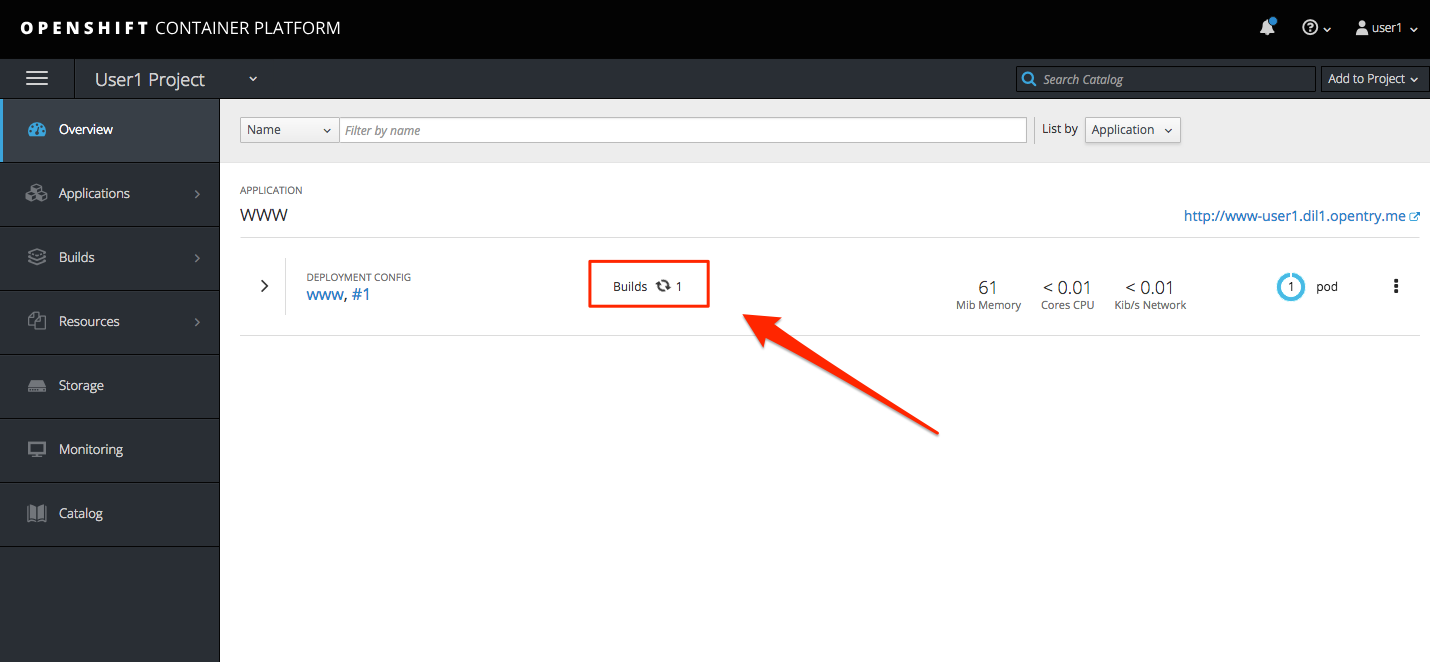 OPENSHIFT CONTAINER PLATFORM
user1
User1 Project
Search Catalog
Add to Project
Overview
Applications
Builds
Resources
Storage
Monitoring
Catalog
Name
Filter by name
List by
Application
APPLICATION
www
http://www-user1.dil1.opentry.me
DEPLOYMENT CONFIG
www, #1
Builds 1
61
Mib Memory
< 0.01
Cores CPU
< 0.01
Kib/s Network
1 pod